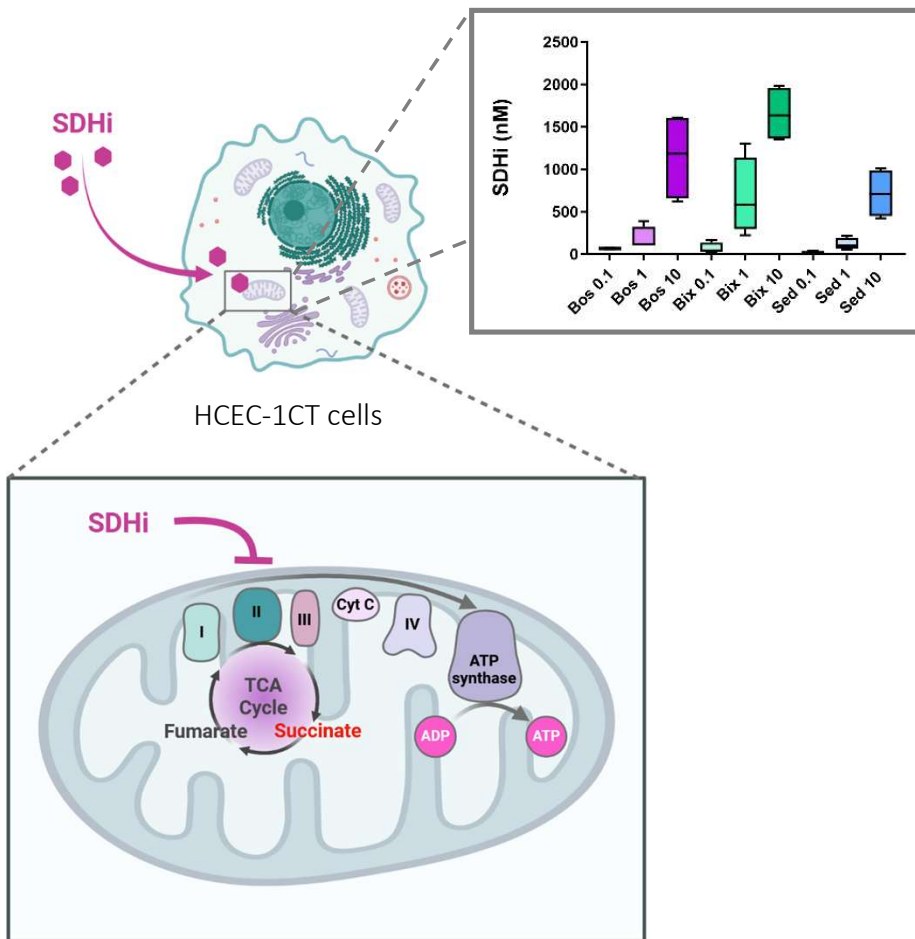 SDHi
SDHi (nM)
2500
2000
1500
1000
500
0
Bos 0.1
Bos 1
Bos 10
Bix 0.1
Bix 1
Bix 10
Sed 0.1
Sed 1
Sed 10
HCEC-1CT cells
SDHi
I
II
III
Cyt C
IV
ATP
synthase
TCA
Cycle
Fumarate
Succinate
ADP
ATP